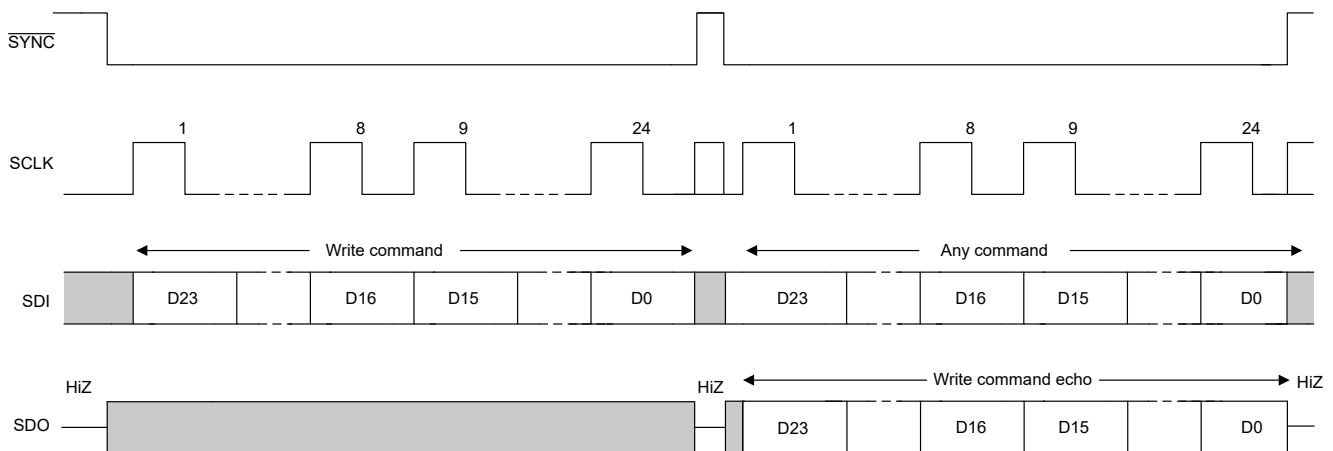 SYNC
1 8 9 24 1 8 9 24
SCLK
Write command Any command
SDI D23 D16 D15 D0 D23 D16 D15 D0
HiZ HiZ Write command echo HiZ
SDO D23 D16 D15 D0